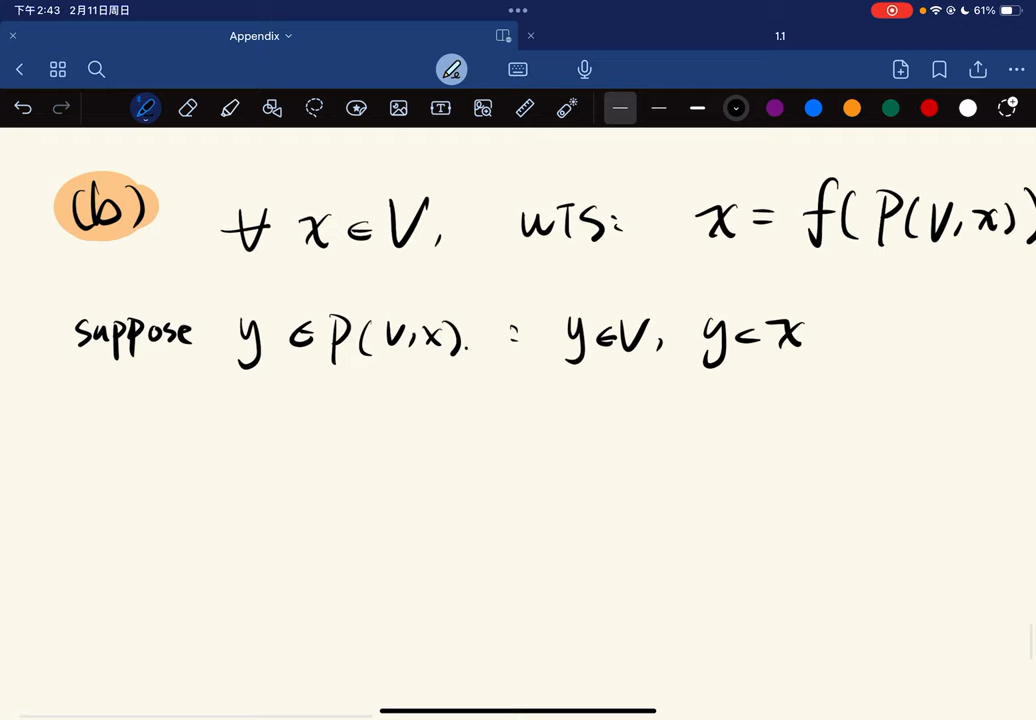 下午2:43 2月11日周日
61%
Appendix
1.1
(b) ∀ x ∈ V, WTS: x = f(P(V,x))
suppose y ∈ P(V,x). : y∈V, y<x